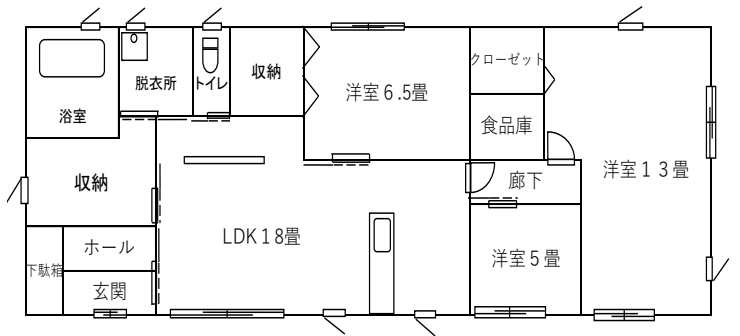 クローゼット
脱衣所
トイレ
収納
洋室６.5畳
浴室
食品庫
洋室１３畳
収納
廊下
LDK１8畳
ホール
洋室５畳
下駄箱
玄関